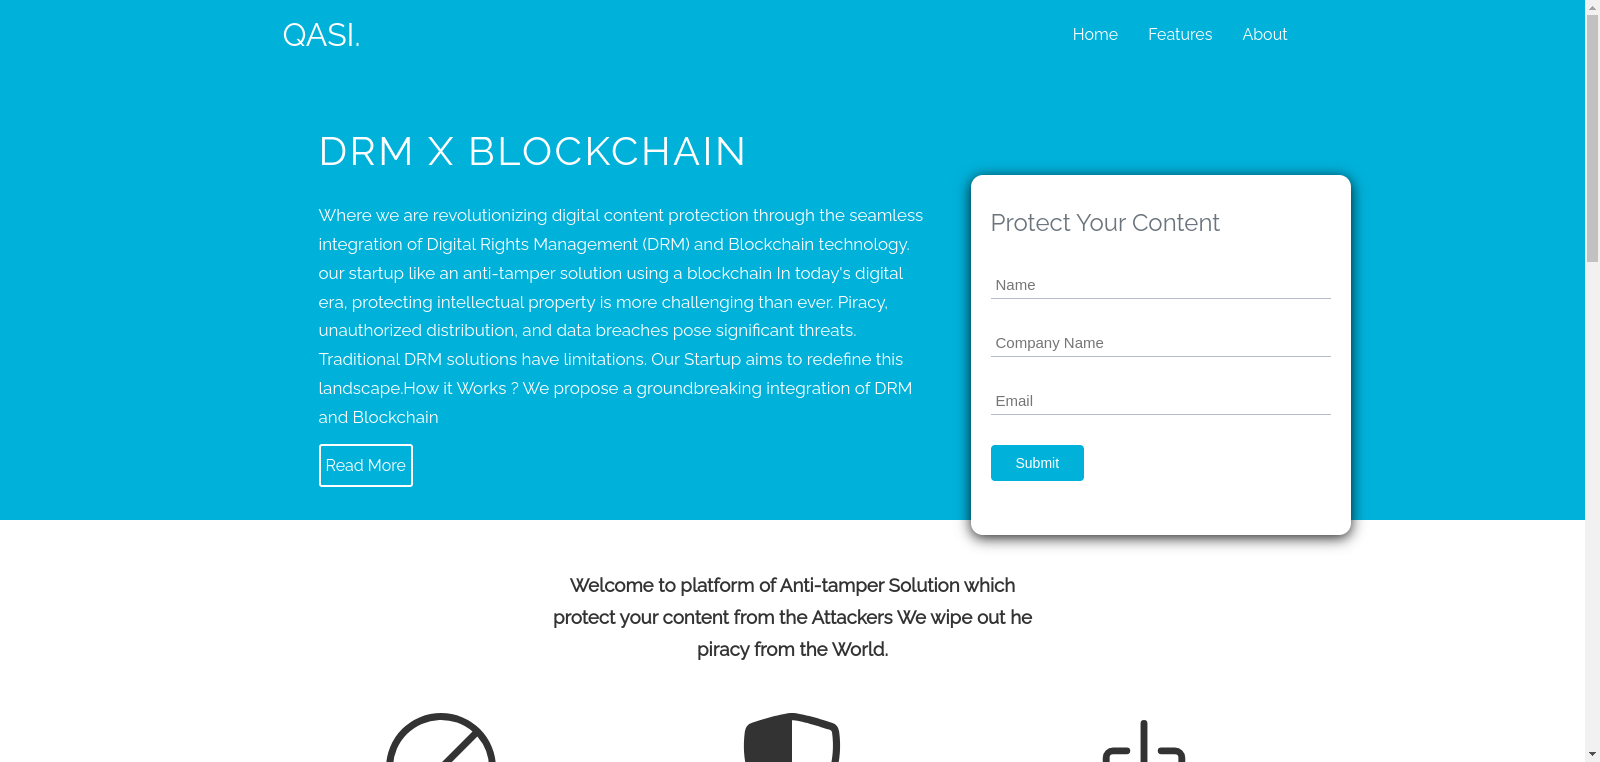 QASI.
Home
Features
About
DRM X BLOCKCHAIN
Where we are revolutionizing digital content protection through the seamless
integration of Digital Rights Management (DRM) and Blockchain technology.
our startup like an anti-tamper solution using a blockchain In today's digital
era, protecting intellectual property is more challenging than ever. Piracy,
unauthorized distribution, and data breaches pose significant threats.
Traditional DRM solutions have limitations. Our Startup aims to redefine this
landscape.How it Works ? We propose a groundbreaking integration of DRM
and Blockchain
Read More
Protect Your Content
Name
Company Name
Email
Submit
Welcome to platform of Anti-tamper Solution which
protect your content from the Attackers We wipe out he
piracy from the World.